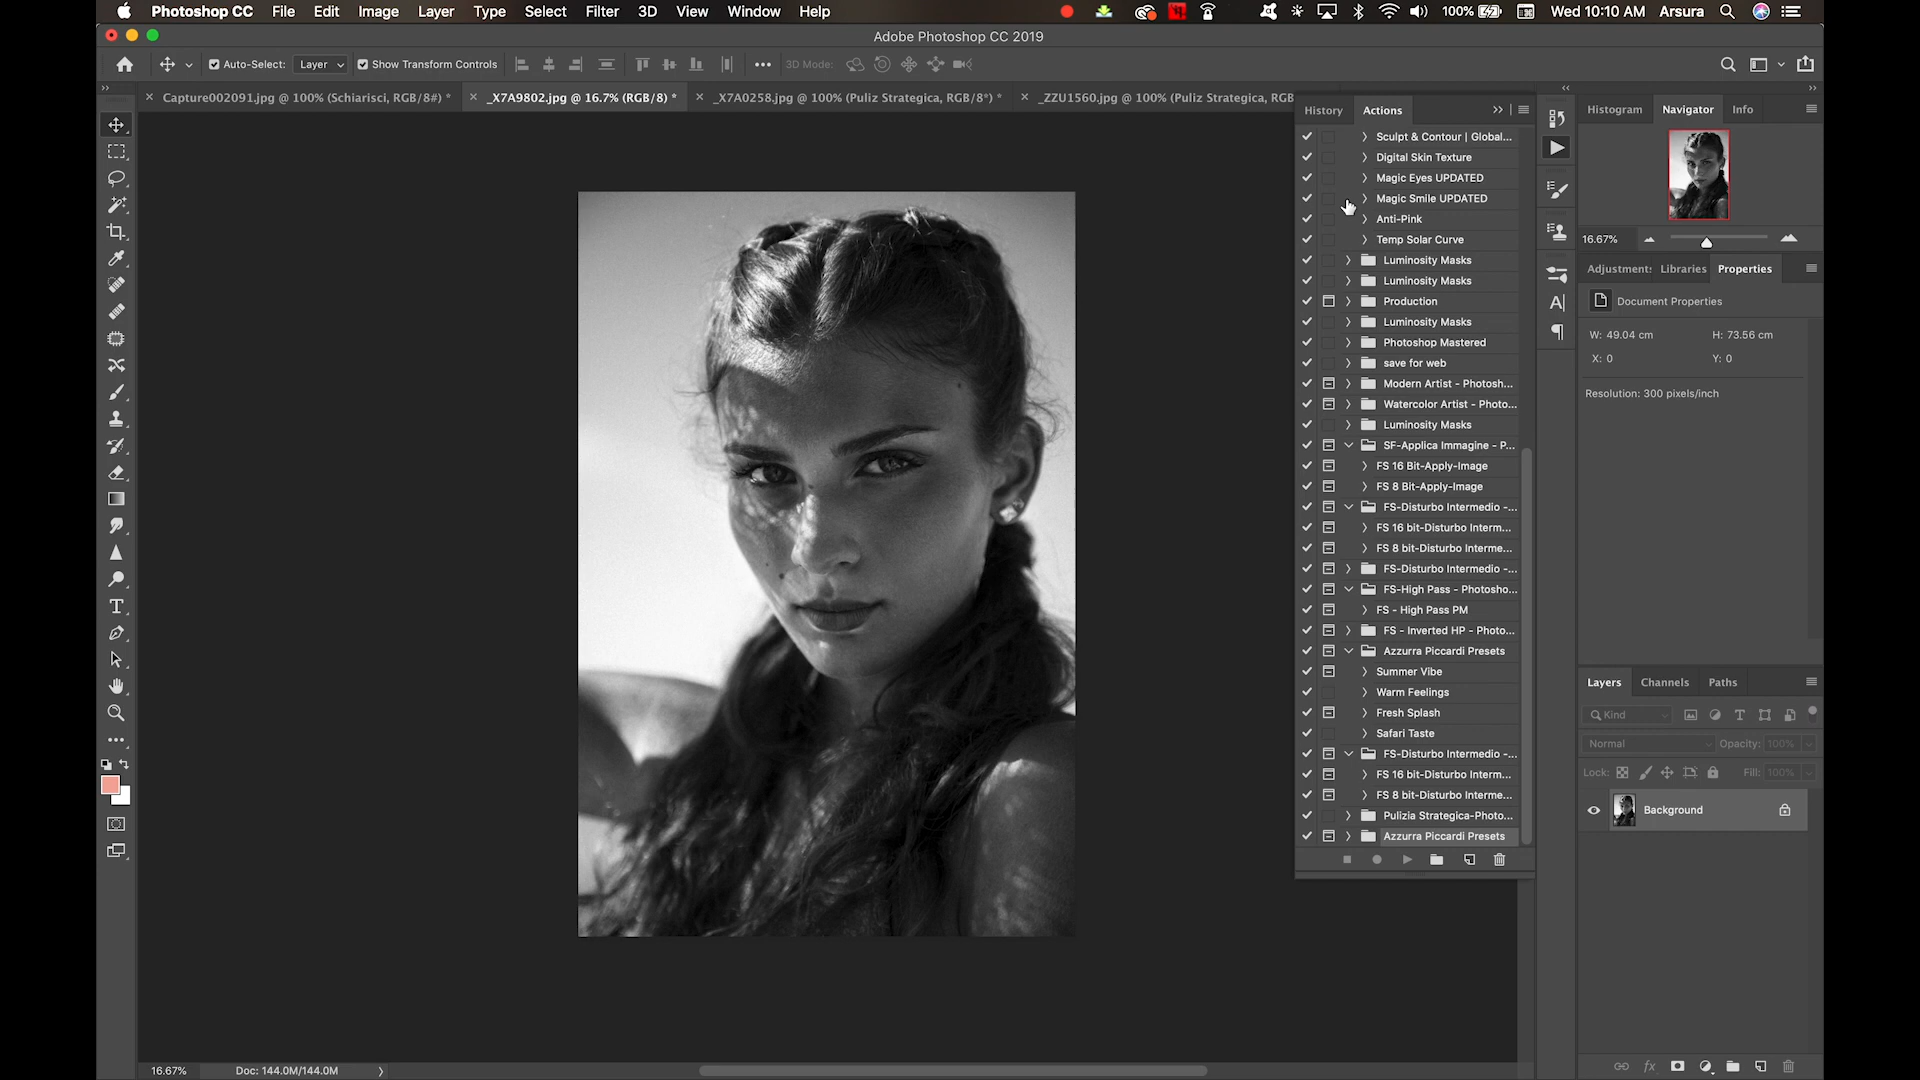 Photoshop CC File Edit Image Layer Type Select Filter 3D View Window Help 100% Wed 10:10 AM Arsura
Adobe Photoshop CC 2019
Auto-Select: Layer Show Transform Controls 3D Mode:
Capture002091.jpg @ 100% (Schiarisci, RGB/8#) * _X7A9802.jpg @ 16.7% (RGB/8) * _X7A0258.jpg @ 100% (Puliz Strategica, RGB/8*) * _ZZU1560.jpg @ 100% (Puliz Strategica, RGB
History Actions
Sculpt & Contour | Global...
Digital Skin Texture
Magic Eyes UPDATED
Magic Smile UPDATED
Anti-Pink
Temp Solar Curve
Luminosity Masks
Luminosity Masks
Production
Luminosity Masks
Photoshop Mastered
save for web
Modern Artist - Photosh...
Watercolor Artist - Photo...
Luminosity Masks
SF-Applica Immagine - P...
FS 16 Bit-Apply-Image
FS 8 Bit-Apply-Image
FS-Disturbo Intermedio -...
FS 16 bit-Disturbo Interm...
FS 8 bit-Disturbo Interme...
FS-Disturbo Intermedio -...
FS-High Pass - Photosho...
FS - High Pass PM
FS - Inverted HP - Photo...
Azzurra Piccardi Presets
Summer Vibe
Warm Feelings
Fresh Splash
Safari Taste
FS-Disturbo Intermedio -...
FS 16 bit-Disturbo Interm...
FS 8 bit-Disturbo Interme...
Pulizia Strategica-Photo...
Azzurra Piccardi Presets
Histogram Navigator Info
16.67%
Adjustment: Libraries Properties
Document Properties
W: 49.04 cm H: 73.56 cm
X: 0 Y: 0
Resolution: 300 pixels/inch
Layers Channels Paths
Kind
Normal Opacity: 100%
Lock: Fill: 100%
Background
16.67% Doc: 144.0M/144.0M